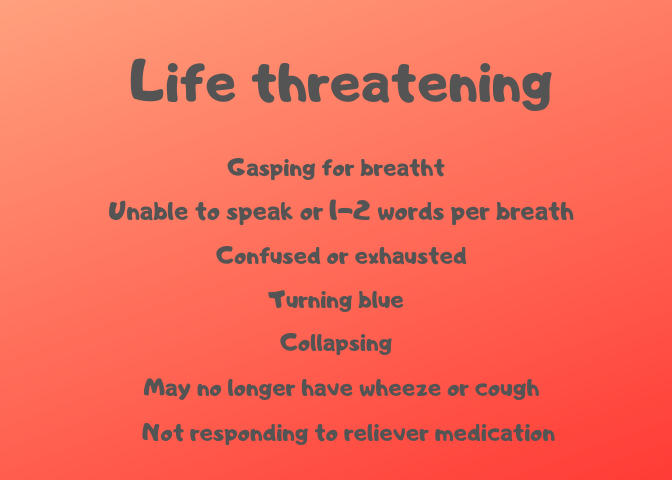 Life threatening
Gasping for breatht
Unable to speak or 1-2 words per breath
Confused or exhausted
Turning blue
Collapsing
May no longer have wheeze or cough
Not responding to reliever medication